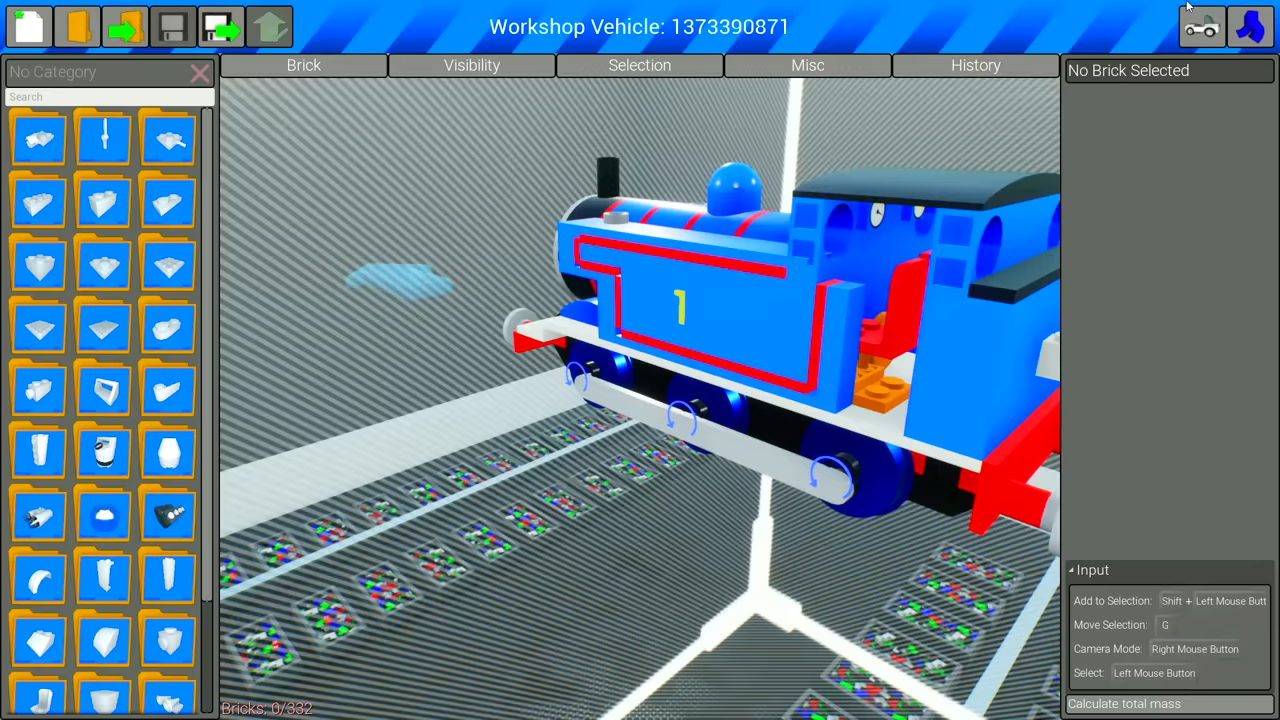 Workshop Vehicle: 1373390871
No Category
Search
Brick
Visibility
Selection
Misc
History
No Brick Selected
1
Input
Add to Selection: Shift + Left Mouse Butt
Move Selection: G
Camera Mode: Right Mouse Button
Select: Left Mouse Button
Bricks: 0/332
Calculate total mass